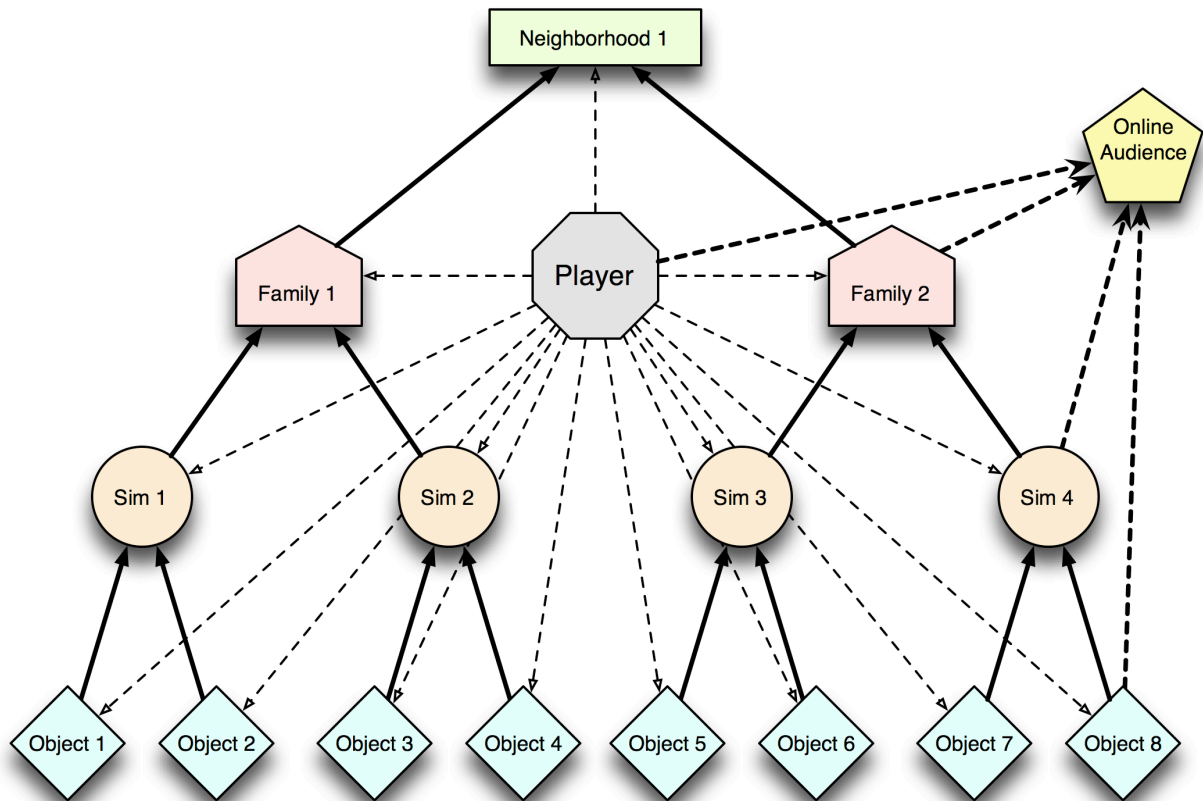 Neighborhood 1
Online
Audience
Player
Family 1
Family 2
Sim 1
Sim 2
Sim 3
Sim 4
Object 1
Object 2
Object 3
Object 4
Object 5
Object 6
Object 7
Object 8